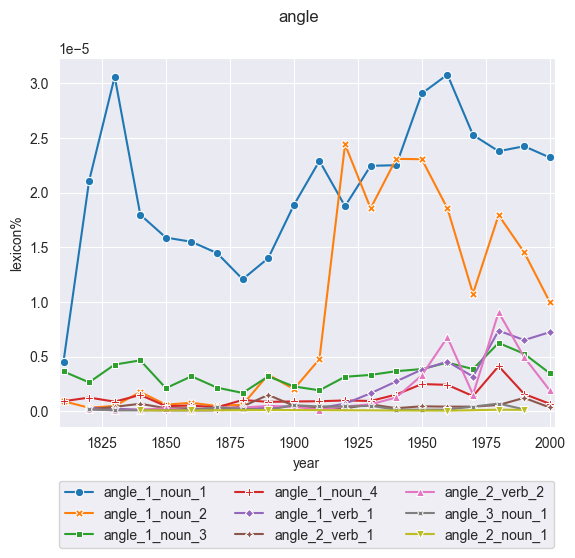 angle
1e−5
3.0
2.5
2.0
1.5
1.0
0.5
0.0
lexicon%
1825 1850 1875 1900 1925 1950 1975 2000
year
angle_1_noun_1 angle_1_noun_4 angle_2_verb_2
angle_1_noun_2 angle_1_verb_1 angle_3_noun_1
angle_1_noun_3 angle_2_verb_1 angle_2_noun_1